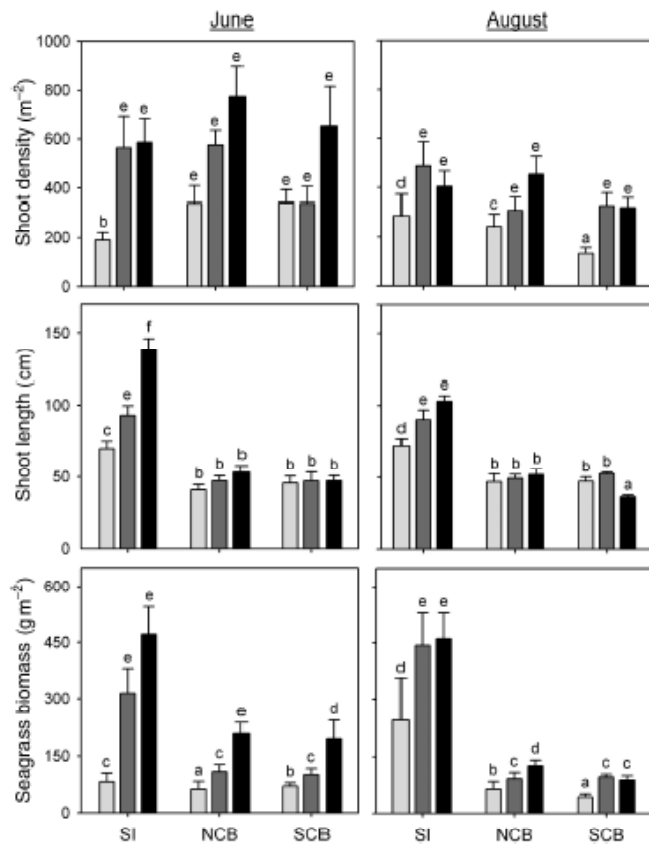 June
August
Shoot density (m⁻²)
1000
800
600
400
200
0
b e e
e e e
e e e
d e e
c e e
a e e
Shoot length (cm)
150
100
50
0
c e f
b b b
b b b
d e e
b b b
b b a
Seagrass biomass (g m⁻²)
600
450
300
150
0
c e e
a c e
b c d
d e e
b c d
a c c
SI NCB SCB
SI NCB SCB